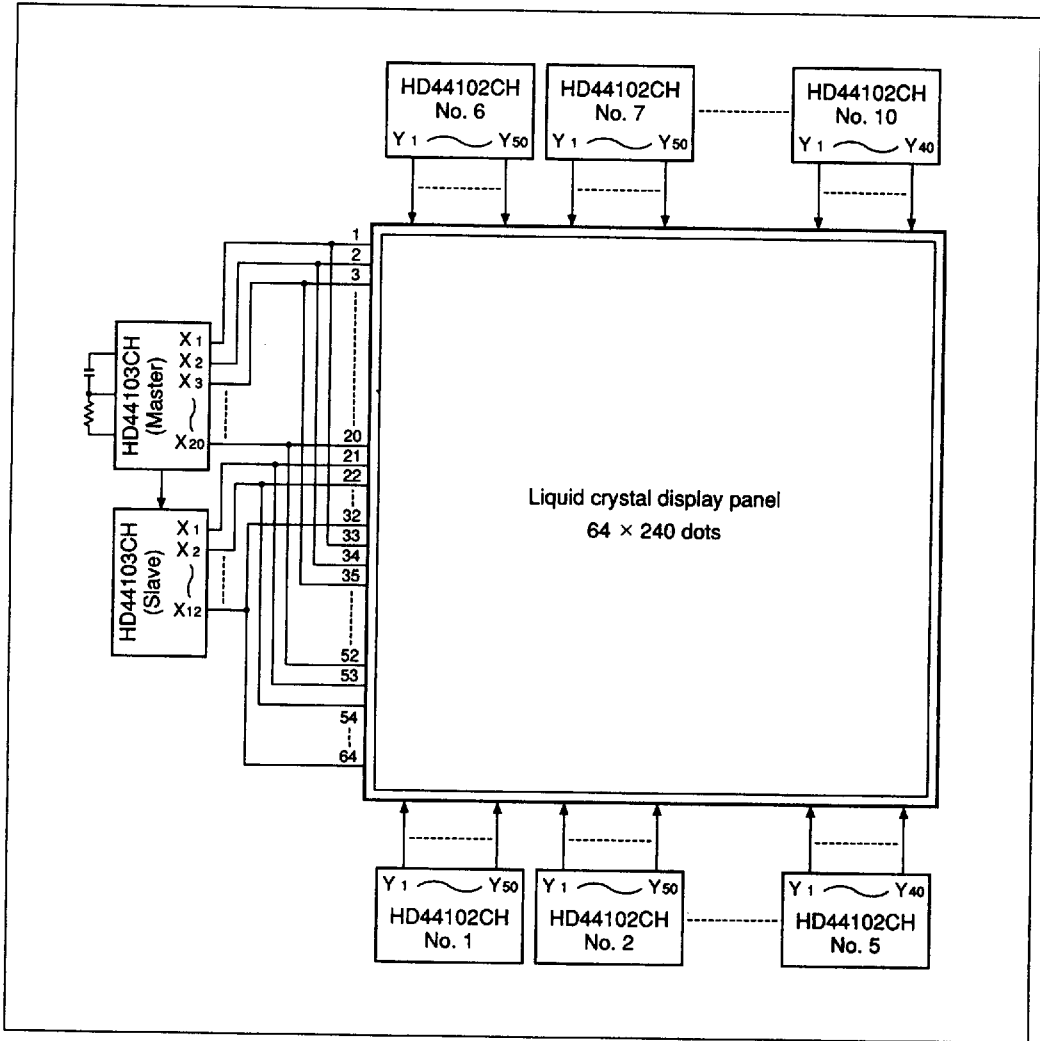 HD44102CH
No. 6
Y1 Y50
HD44102CH
No. 7
Y1 Y50
HD44102CH
No. 10
Y1 Y40
1
2
3
20
21
22
32
33
34
35
52
53
54
64
HD44103CH
(Master)
X1
X2
X3
X20
HD44103CH
(Slave)
X1
X2
X12
Liquid crystal display panel
64 × 240 dots
Y1 Y50
HD44102CH
No. 1
Y1 Y50
HD44102CH
No. 2
Y1 Y40
HD44102CH
No. 5